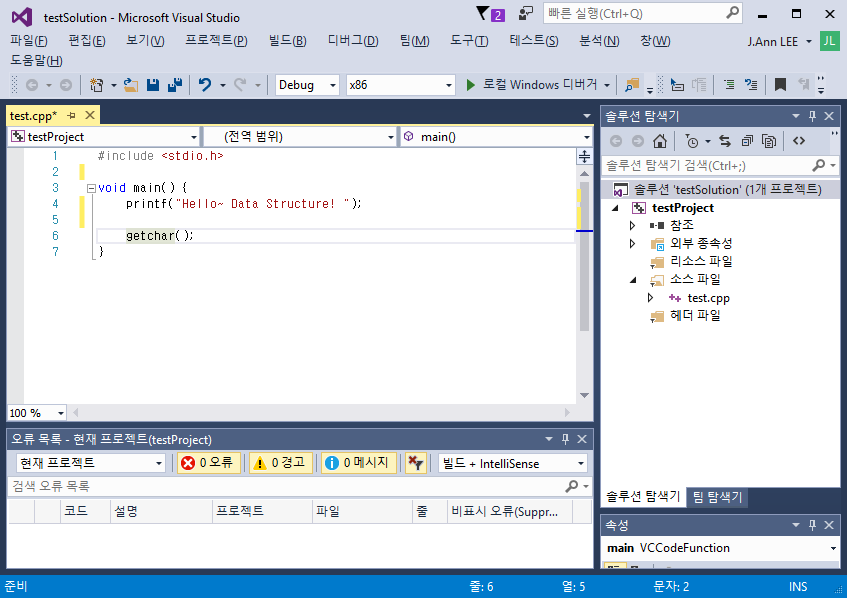 testSolution - Microsoft Visual Studio
2
빠른 실행(Ctrl+Q)
파일(F) 편집(E) 보기(V) 프로젝트(P) 빌드(B) 디버그(D) 팀(M) 도구(T) 테스트(S) 분석(N) 창(W)
J.Ann LEE
JL
도움말(H)
Debug
x86
로컬 Windows 디버거
test.cpp*
testProject
(전역 범위)
main()
1 #include <stdio.h>
2
3 void main() {
4 printf("Hello~ Data Structure! ");
5
6 getchar();
7 }
100 %
오류 목록 - 현재 프로젝트(testProject)
현재 프로젝트
0 오류
0 경고
0 메시지
빌드 + IntelliSense
검색 오류 목록
코드 설명 프로젝트 파일 줄 비표시 오류(Suppr...
솔루션 탐색기
솔루션 탐색기 검색(Ctrl+;)
솔루션 'testSolution' (1개 프로젝트)
testProject
참조
외부 종속성
리소스 파일
소스 파일
test.cpp
헤더 파일
솔루션 탐색기 팀 탐색기
속성
main VCCodeFunction
준비 줄: 6 열: 5 문자: 2 INS